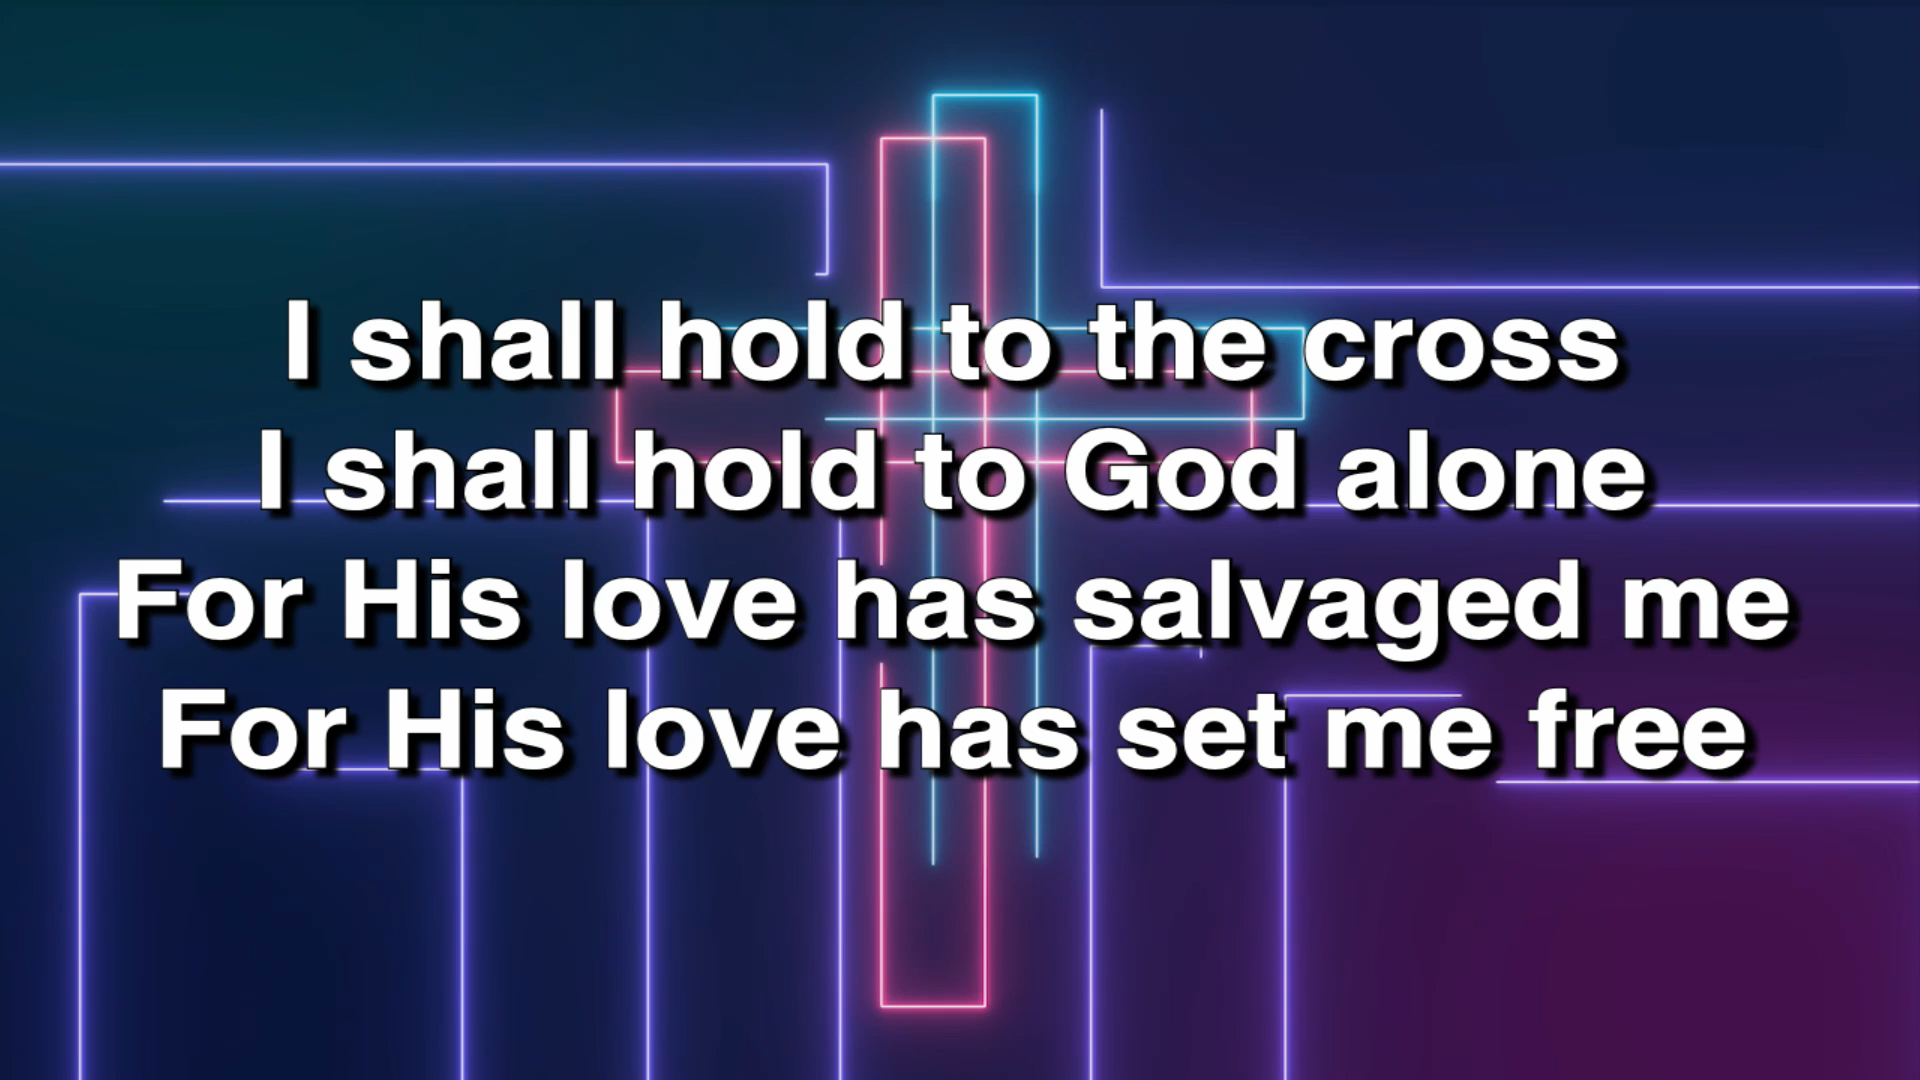 I shall hold to the cross
I shall hold to God alone
For His love has salvaged me
For His love has set me free